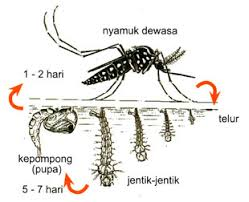 nyamuk dewasa
1 - 2 hari
telur
kepompong
(pupa)
jentik-jentik
5 - 7 hari